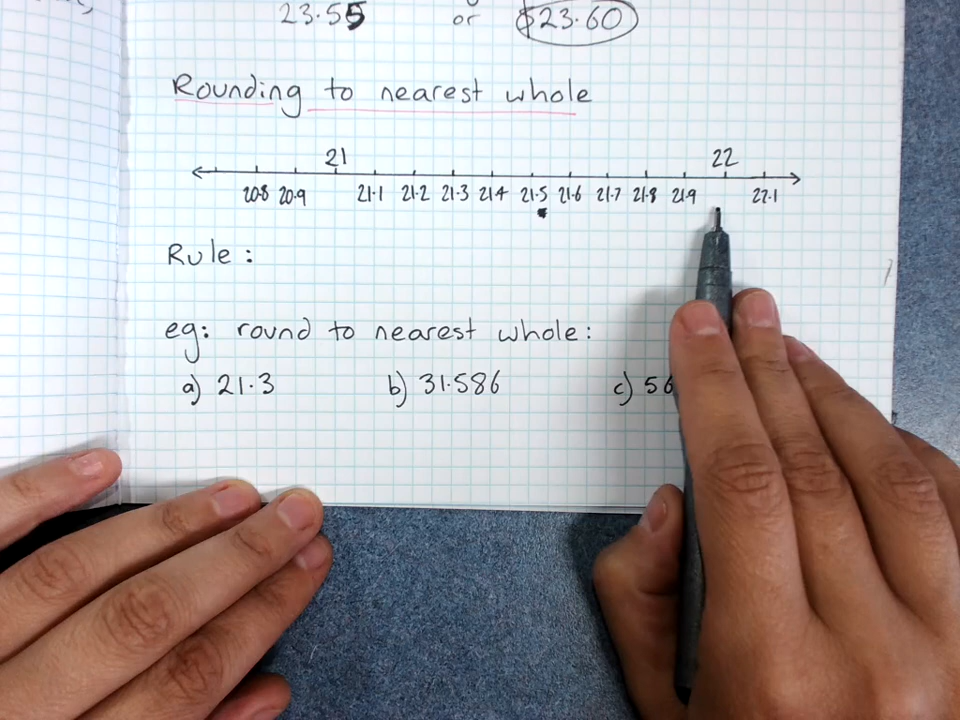 23.55 or $23.60
Rounding to nearest whole
21 22
20.8 20.9 21.1 21.2 21.3 21.4 21.5 21.6 21.7 21.8 21.9 22.1
Rule:
eg: round to nearest whole:
a) 21.3 b) 31.586 c) 56